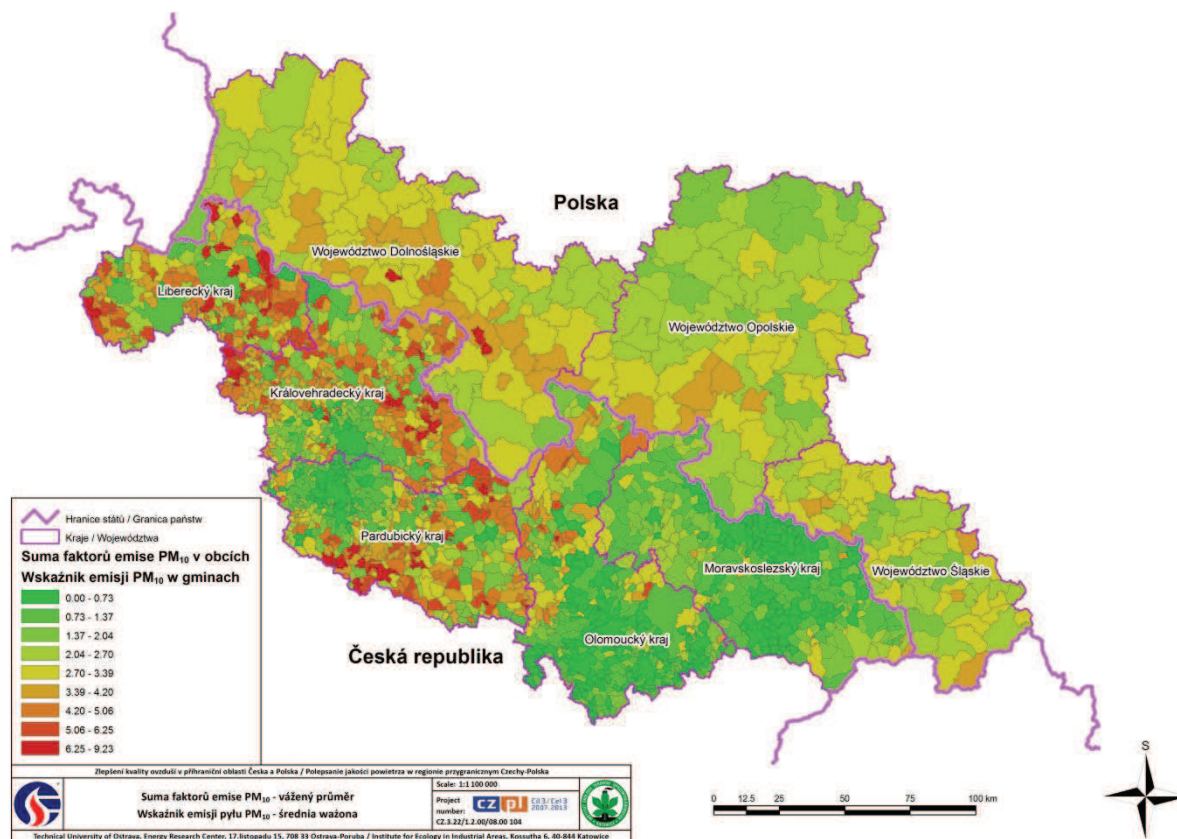 Polska
Województwo Dolnośląskie
Liberecký kraj
Województwo Opolskie
Královehradecký kraj
Pardubický kraj
Moravskoslezský kraj
Województwo Śląskie
Olomoucký kraj
Česká republika
Hranice států / Granica państw
Kraje / Województwa
Suma faktorů emise PM₁₀ v obcích
Wskaźnik emisji PM₁₀ w gminach
0.00 - 0.73
0.73 - 1.37
1.37 - 2.04
2.04 - 2.70
2.70 - 3.39
3.39 - 4.20
4.20 - 5.06
5.06 - 6.25
6.25 - 9.23
S
0 12.5 25 50 75 100 km
Zlepšení kvality ovzduší v příhraniční oblasti Česka a Polska / Polepsanie jakości powietrza w regionie przygranicznym Czechy-Polska
Suma faktorů emise PM₁₀ - vážený průměr
Wskaźnik emisji pyłu PM₁₀ - średnia ważona
Scale: 1:1 100 000
Project number:
cz pl Cíl 3 / Cel 3 2007-2013
CZ.3.22/1.2.00/08.00 104
Technical University of Ostrava, Energy Research Center, 17.listopadu 15, 708 33 Ostrava-Poruba / Institute for Ecology in Industrial Areas, Kossutha 6, 40-844 Katowice